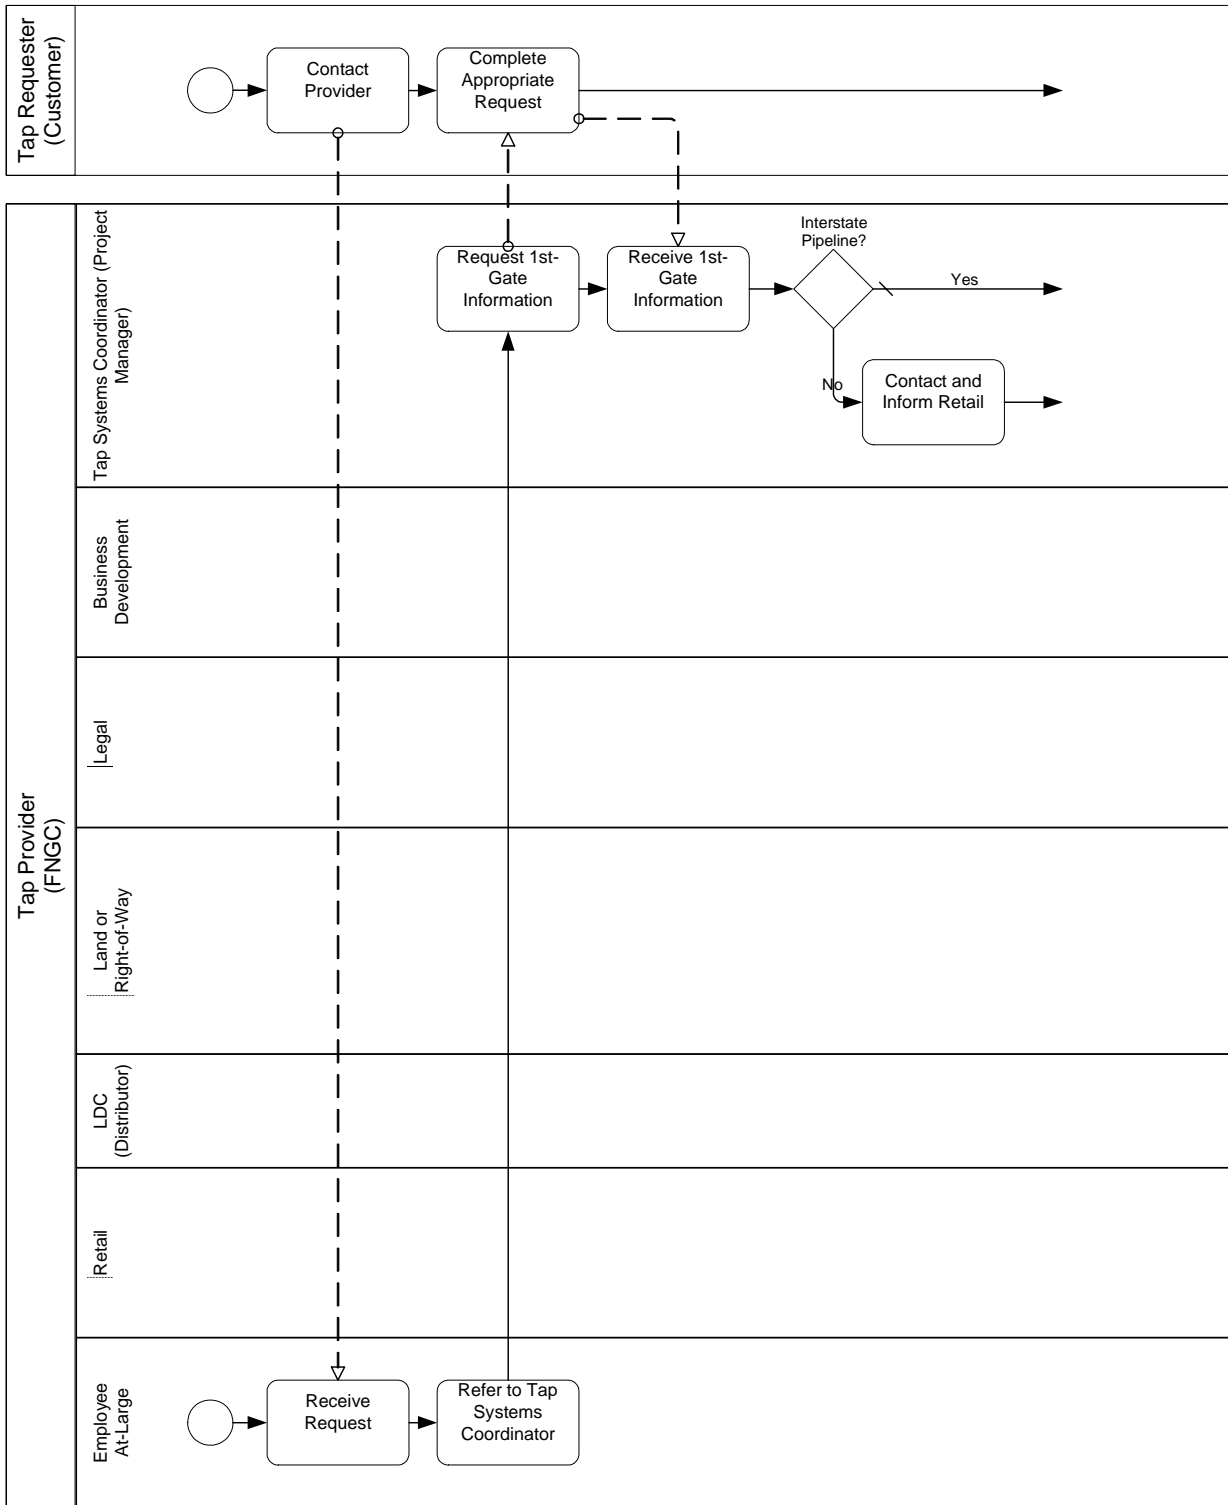 Tap Requester
(Customer)
Contact
Provider
Complete
Appropriate
Request
Tap Provider
(FNGC)
Tap Systems Coordinator (Project
Manager)
Request 1st-
Gate
Information
Receive 1st-
Gate
Information
Interstate
Pipeline?
Yes
No
Contact and
Inform Retail
Business
Development
Legal
Land or
Right-of-Way
LDC
(Distributor)
Retail
Employee
At-Large
Receive
Request
Refer to Tap
Systems
Coordinator